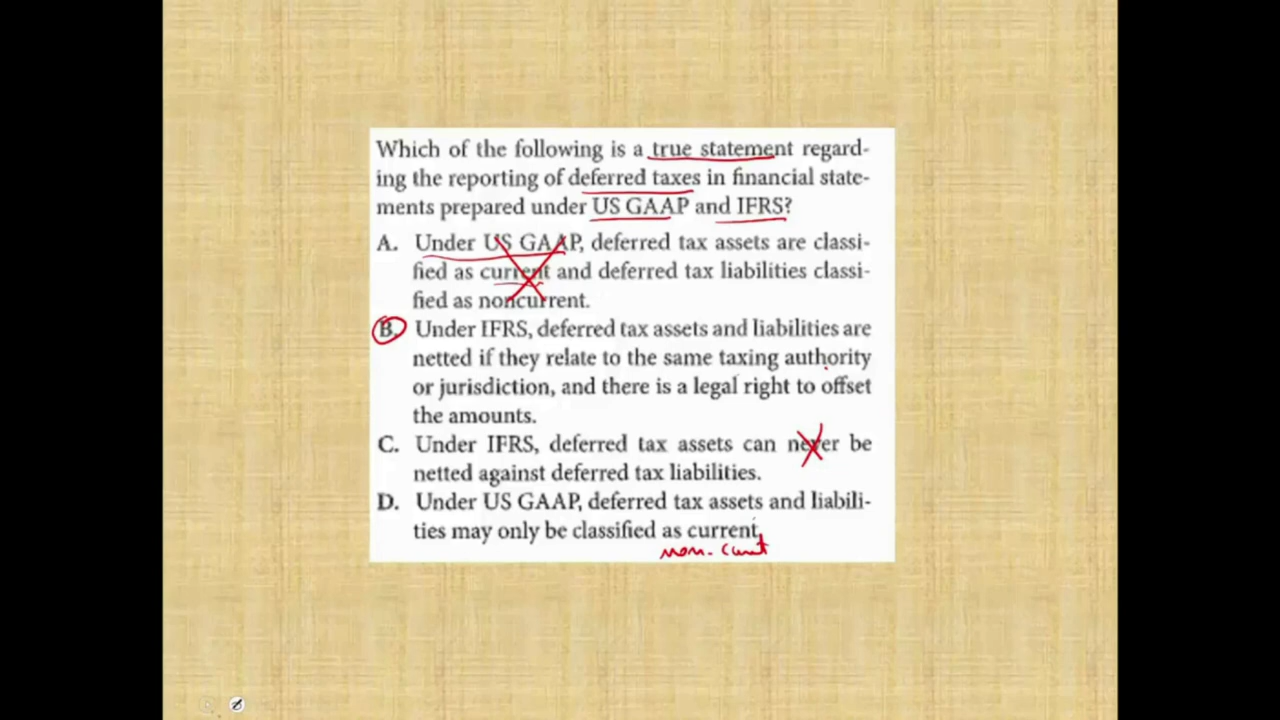 Which of the following is a true statement regard-
ing the reporting of deferred taxes in financial state-
ments prepared under US GAAP and IFRS?
A. Under US GAAP, deferred tax assets are classi-
fied as current and deferred tax liabilities classi-
fied as noncurrent.
B. Under IFRS, deferred tax assets and liabilities are
netted if they relate to the same taxing authority
or jurisdiction, and there is a legal right to offset
the amounts.
C. Under IFRS, deferred tax assets can never be
netted against deferred tax liabilities.
D. Under US GAAP, deferred tax assets and liabili-
ties may only be classified as current.
non-